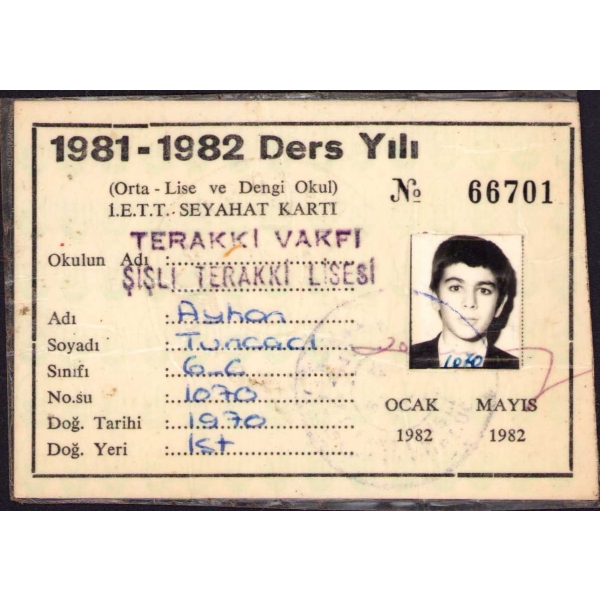 1981-1982 Ders Yılı
(Orta - Lise ve Dengi Okul)
İ.E.T.T. SEYAHAT KARTI
№ 66701
TERAKKİ VAKFI
Okulun Adı : ŞİŞLİ TERAKKİ LİSESİ
Adı : Ayhan
Soyadı :
Sınıfı : 6-C
No.su : 1070
Doğ. Tarihi : 1970
Doğ. Yeri : İst
1070
OCAK MAYIS
1982 1982